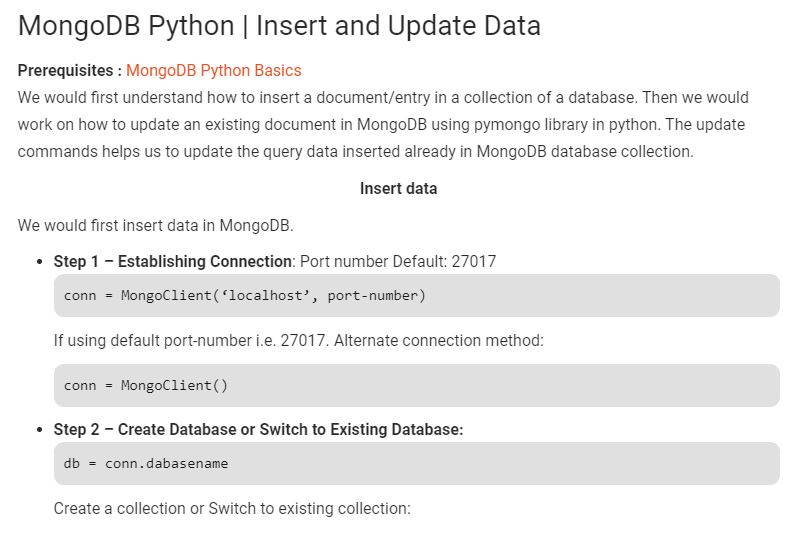 MongoDB Python | Insert and Update Data
Prerequisites : MongoDB Python Basics
We would first understand how to insert a document/entry in a collection of a database. Then we would
work on how to update an existing document in MongoDB using pymongo library in python. The update
commands helps us to update the query data inserted already in MongoDB database collection.
Insert data
We would first insert data in MongoDB.
• Step 1 – Establishing Connection: Port number Default: 27017
conn = MongoClient(‘localhost’, port-number)
If using default port-number i.e. 27017. Alternate connection method:
conn = MongoClient()
• Step 2 – Create Database or Switch to Existing Database:
db = conn.dabasename
Create a collection or Switch to existing collection: